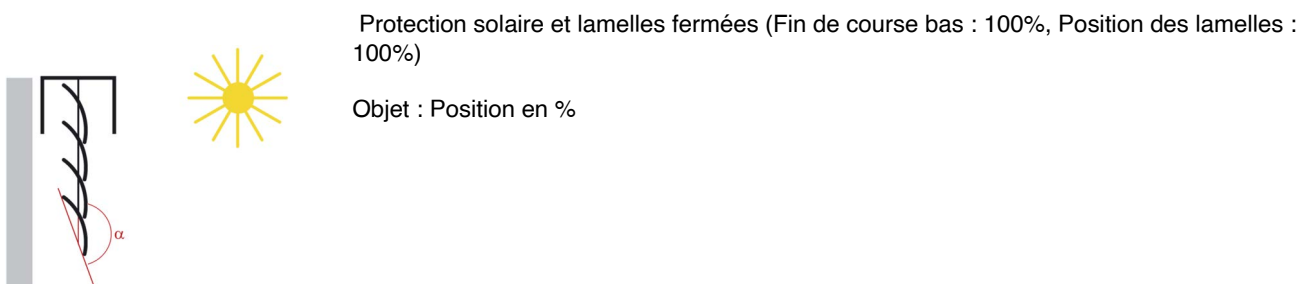 Protection solaire et lamelles fermées (Fin de course bas : 100%, Position des lamelles :
100%)
Objet : Position en %
α